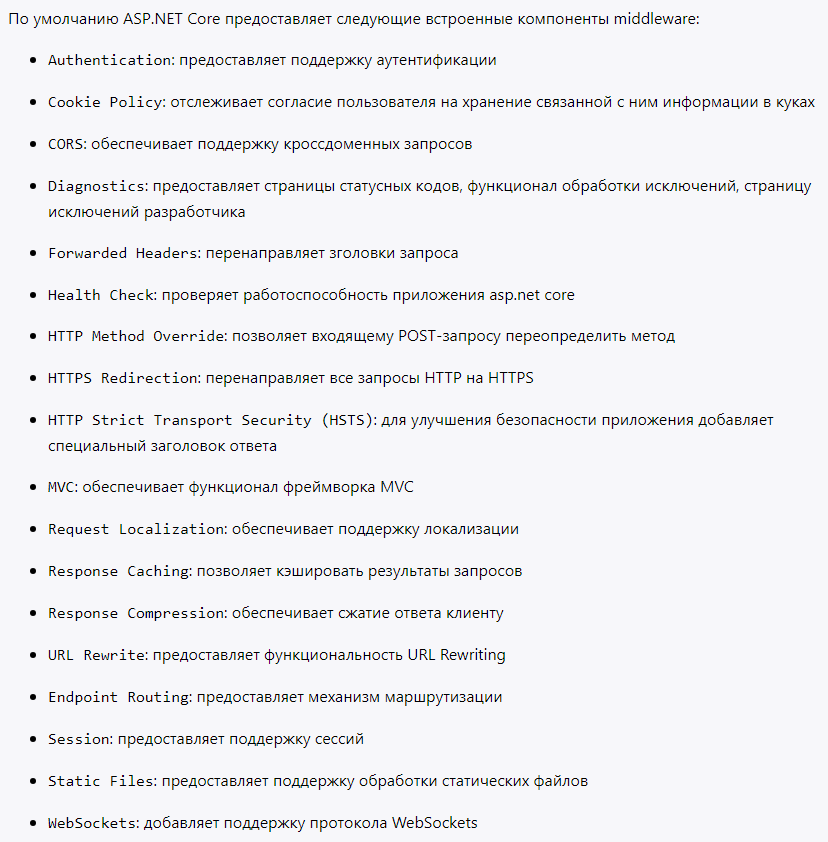 По умолчанию ASP.NET Core предоставляет следующие встроенные компоненты middleware:
Authentication: предоставляет поддержку аутентификации
Cookie Policy: отслеживает согласие пользователя на хранение связанной с ним информации в куках
CORS: обеспечивает поддержку кроссдоменных запросов
Diagnostics: предоставляет страницы статусных кодов, функционал обработки исключений, страницу
исключений разработчика
Forwarded Headers: перенаправляет зголовки запроса
Health Check: проверяет работоспособность приложения asp.net core
HTTP Method Override: позволяет входящему POST-запросу переопределить метод
HTTPS Redirection: перенаправляет все запросы HTTP на HTTPS
HTTP Strict Transport Security (HSTS): для улучшения безопасности приложения добавляет
специальный заголовок ответа
MVC: обеспечивает функционал фреймворка MVC
Request Localization: обеспечивает поддержку локализации
Response Caching: позволяет кэшировать результаты запросов
Response Compression: обеспечивает сжатие ответа клиенту
URL Rewrite: предоставляет функциональность URL Rewriting
Endpoint Routing: предоставляет механизм маршрутизации
Session: предоставляет поддержку сессий
Static Files: предоставляет поддержку обработки статических файлов
WebSockets: добавляет поддержку протокола WebSockets